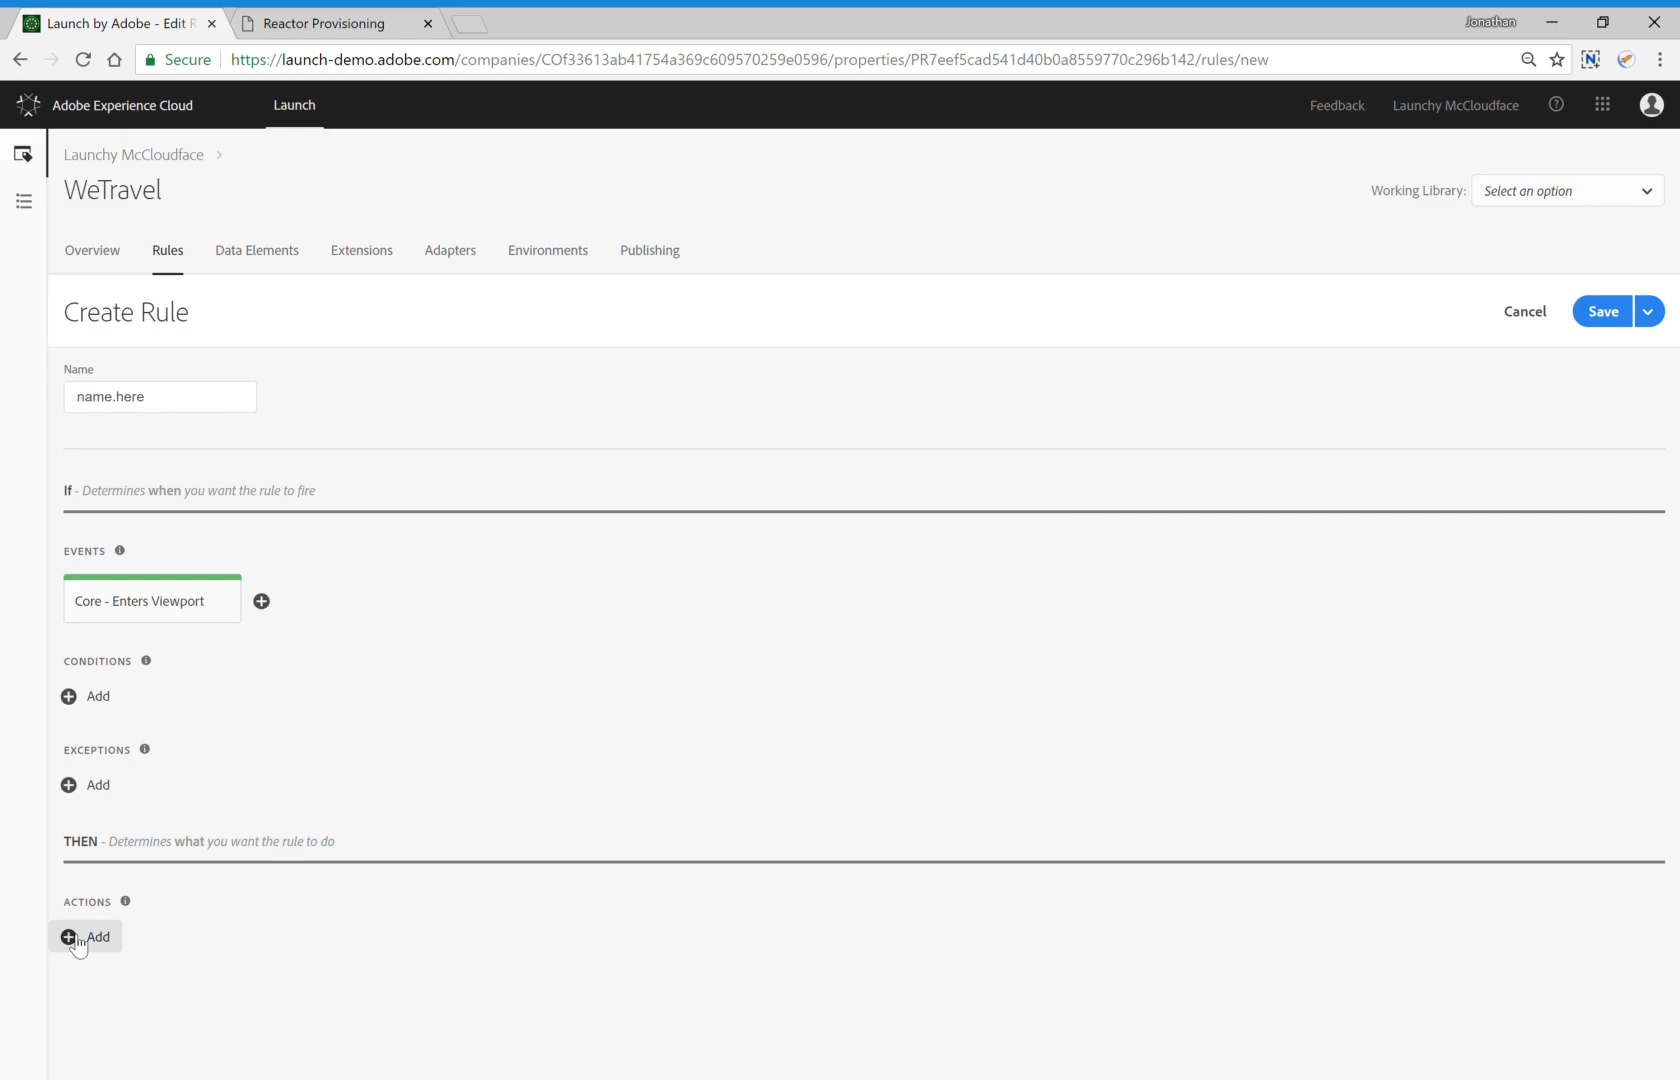 Launch by Adobe - Edit R
Reactor Provisioning
Jonathan
Secure
https://launch-demo.adobe.com/companies/COf33613ab41754a369c609570259e0596/properties/PR7eef5cad541d40b0a8559770c296b142/rules/new
Adobe Experience Cloud
Launch
Feedback
Launchy McCloudface
Launchy McCloudface >
WeTravel
Working Library:
Select an option
Overview
Rules
Data Elements
Extensions
Adapters
Environments
Publishing
Create Rule
Cancel
Save
Name
name.here
If - Determines when you want the rule to fire
EVENTS
Core - Enters Viewport
CONDITIONS
Add
EXCEPTIONS
Add
THEN - Determines what you want the rule to do
ACTIONS
Add